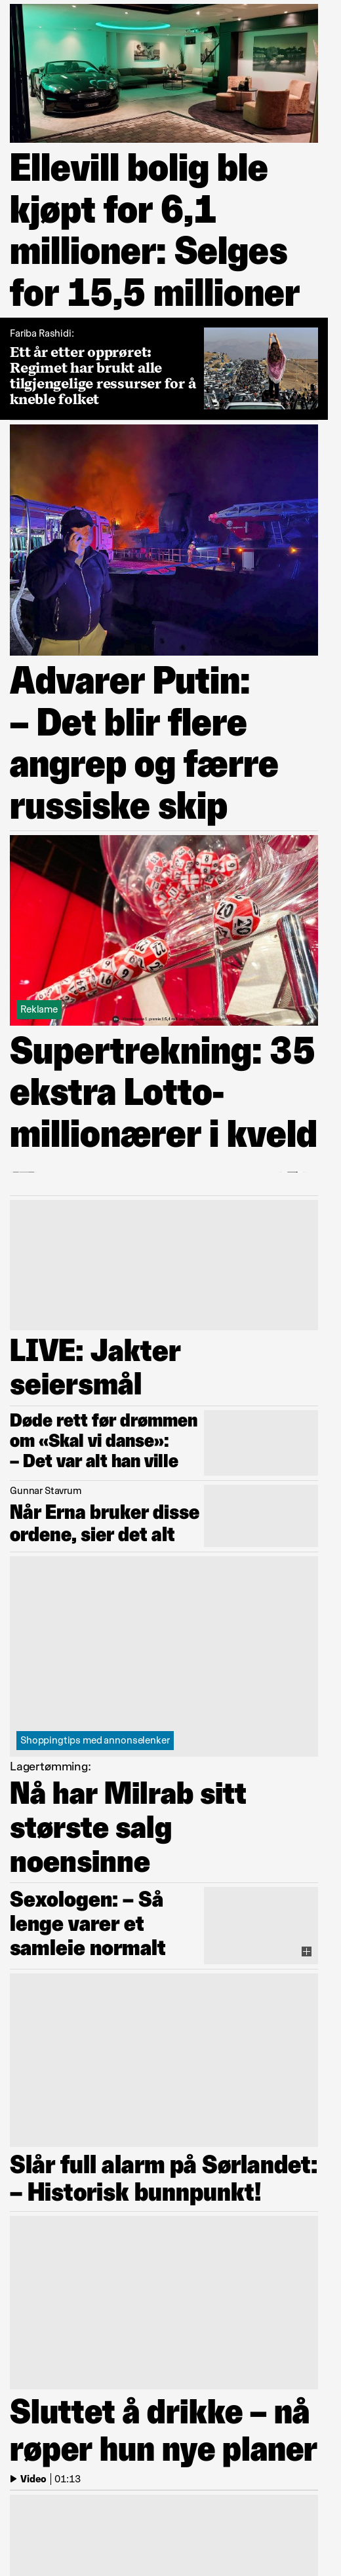 Ellevill bolig ble
kjøpt for 6,1
millioner: Selges
for 15,5 millioner
Fariba Rashidi:
Ett år etter opprøret:
Regimet har brukt alle
tilgjengelige ressurser for å
kneble folket
Advarer Putin:
– Det blir flere
angrep og færre
russiske skip
20
20
9
16
Reklame
Supertrekning: 35
ekstra Lotto-
millionærer i kveld
LIVE: Jakter
seiersmål
Døde rett før drømmen
om «Skal vi danse»:
– Det var alt han ville
Gunnar Stavrum
Når Erna bruker disse
ordene, sier det alt
Shoppingtips med annonselenker
Lagertømming:
Nå har Milrab sitt
største salg
noensinne
Sexologen: – Så
lenge varer et
samleie normalt
Slår full alarm på Sørlandet:
– Historisk bunnpunkt!
Sluttet å drikke – nå
røper hun nye planer
Video | 01:13